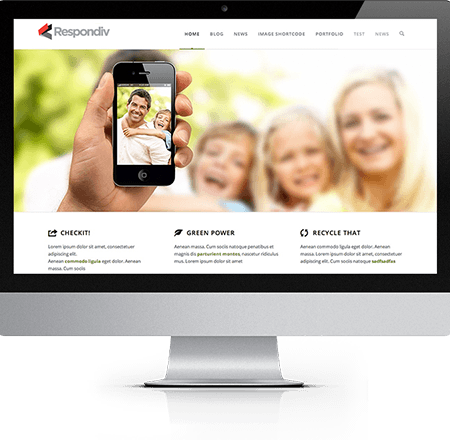 Respondiv
HOME BLOG NEWS IMAGE SHORTCODE PORTFOLIO TEST NEWS
CHECKIT!
Lorem ipsum dolor sit amet, consectetuer
adipiscing elit.
Aenean commodo ligula eget dolor. Aenean
massa. Cum sociis
GREEN POWER
Aenean massa. Cum sociis natoque penatibus et
magnis dis parturient montes, nascetur ridiculus
mus. Lorem ipsum dolor sit amet
RECYCLE THAT
Aenean commodo ligula eget dolor. Aenean
massa. Cum sociis natoque sadfsadfos